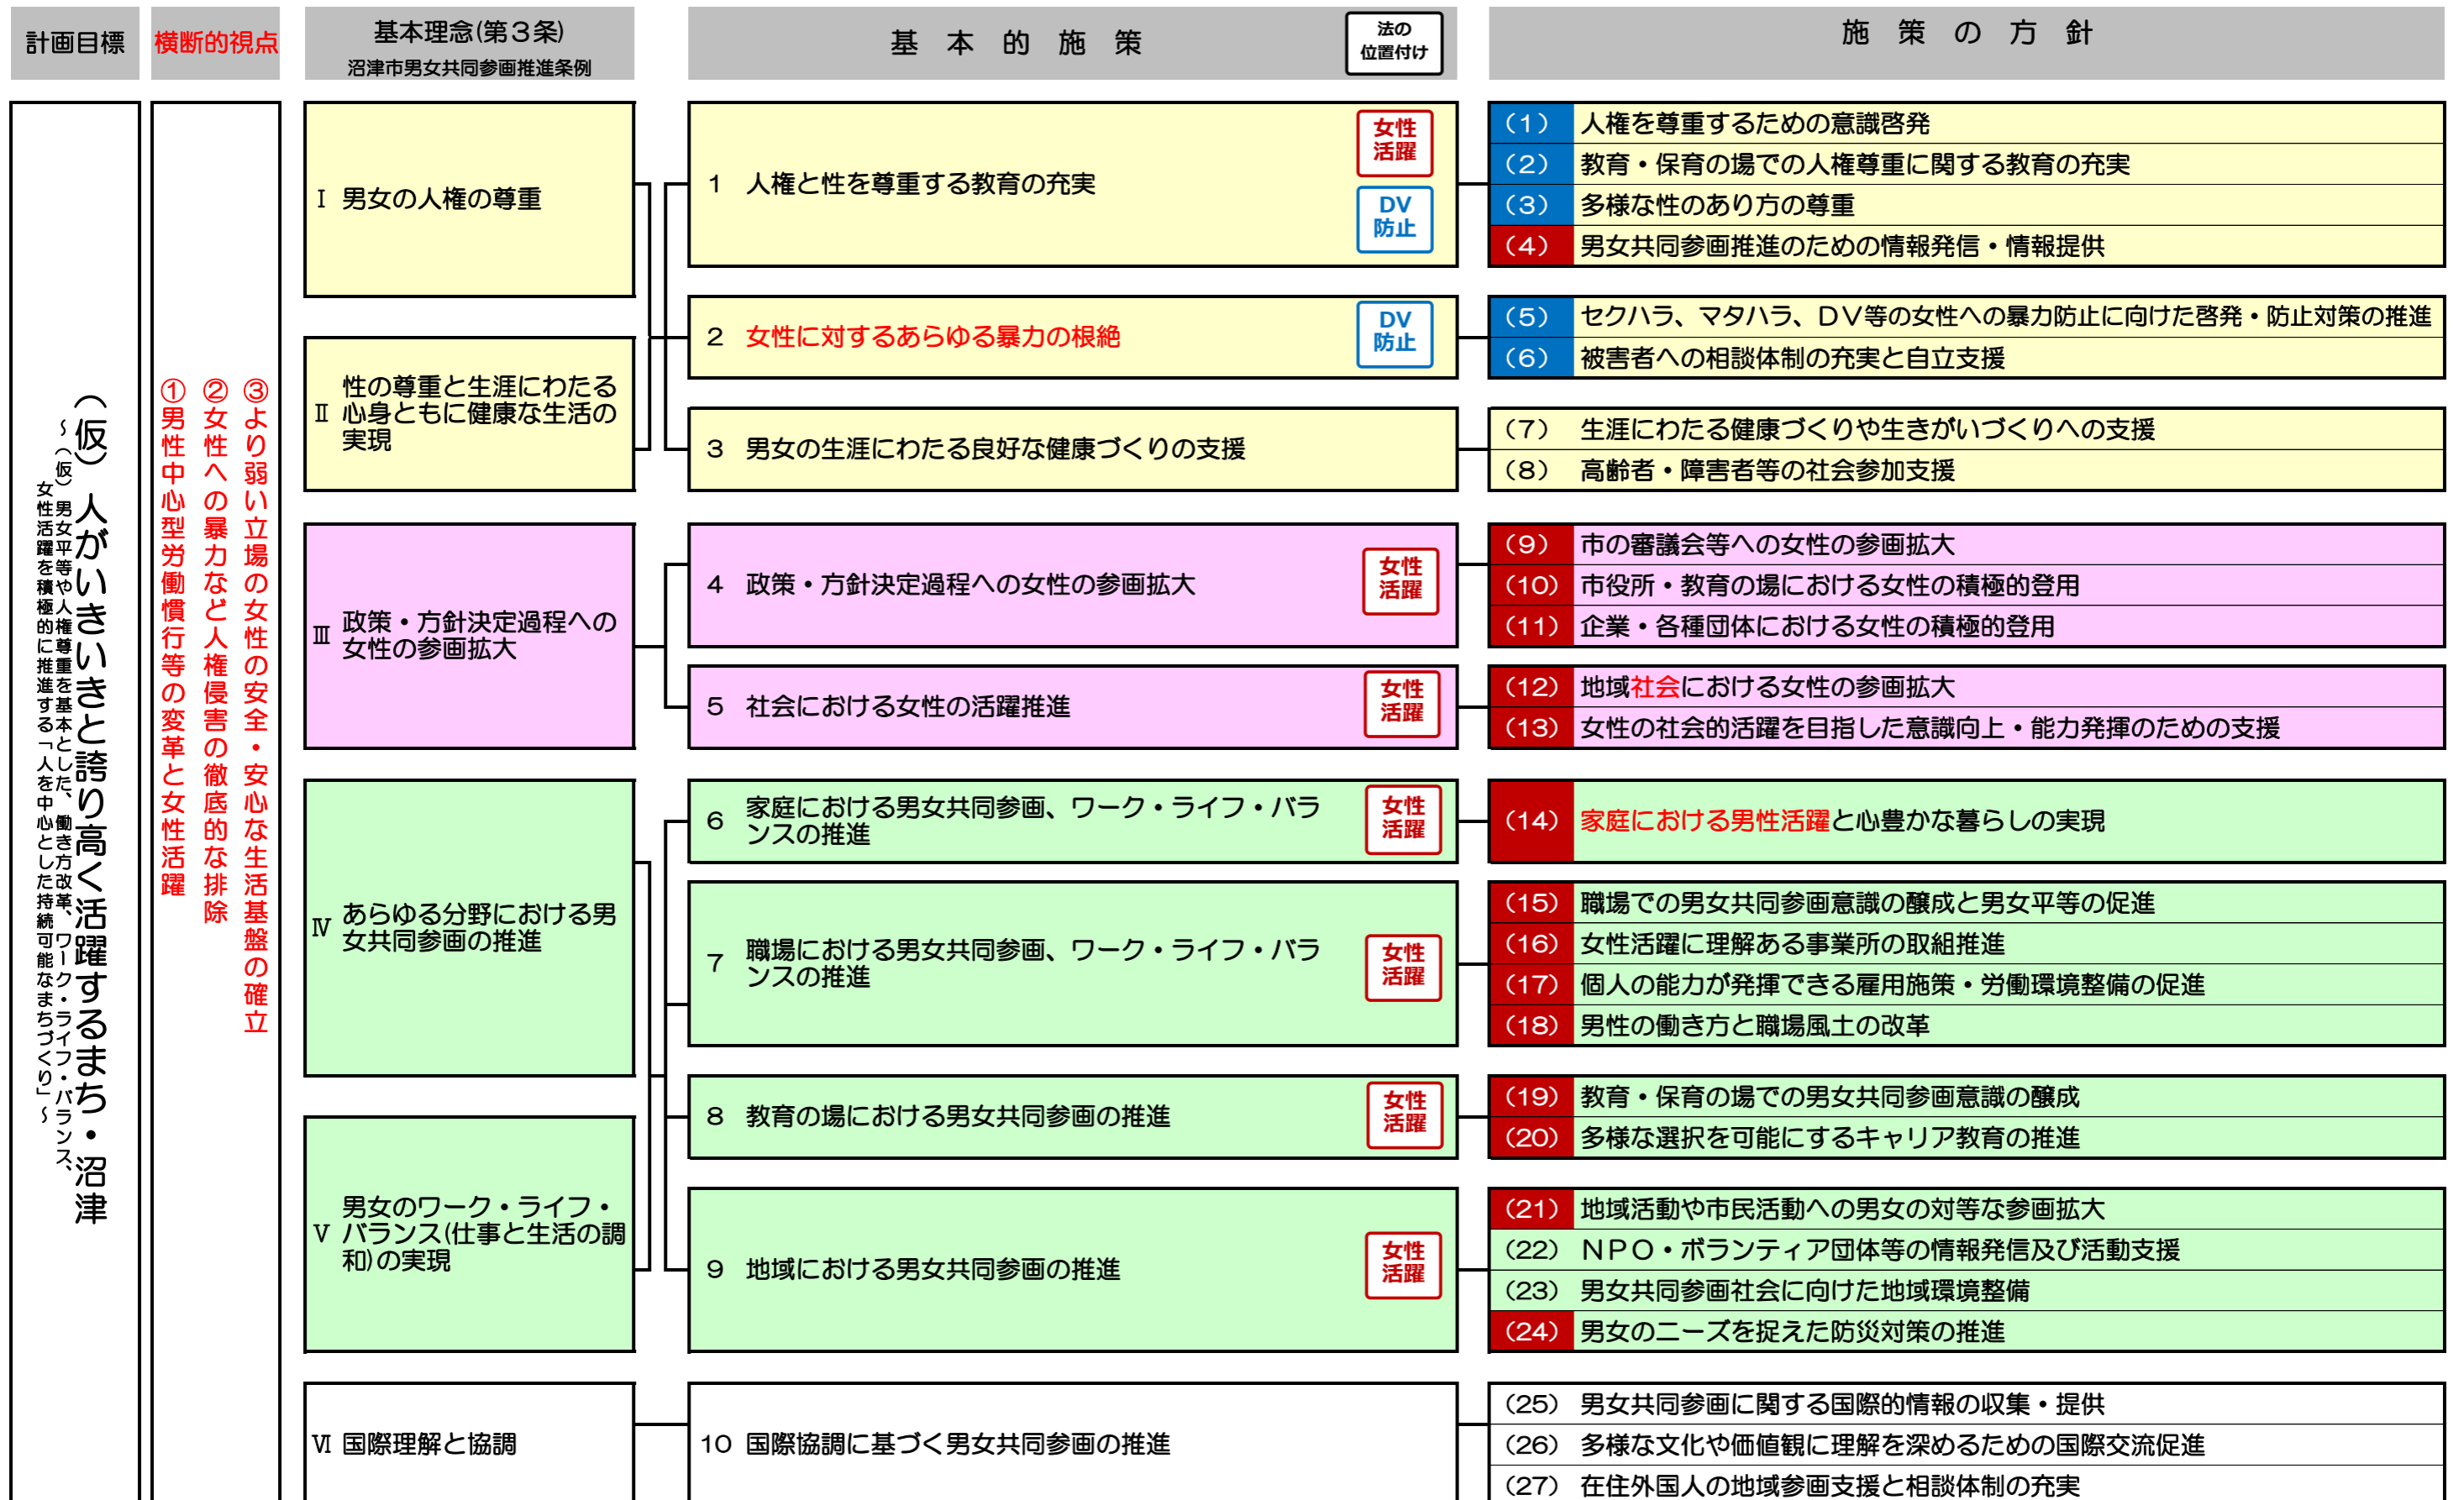 計画目標
横断的視点
基本理念(第３条)
沼津市男女共同参画推進条例
基 本 的 施 策
法の
位置付け
施 策 の 方 針
（仮）人がいきいきと誇り高く活躍するまち・沼津
～（仮）男女平等や人権尊重を基本とした、働き方改革、ワーク・ライフ・バランス、
女性活躍を積極的に推進する「人を中心とした持続可能なまちづくり」～
①男性中心型労働慣行等の変革と女性活躍
②女性への暴力など人権侵害の徹底的な排除
③より弱い立場の女性の安全・安心な生活基盤の確立
Ⅰ 男女の人権の尊重
Ⅱ 性の尊重と生涯にわたる
心身ともに健康な生活の
実現
Ⅲ 政策・方針決定過程への
女性の参画拡大
Ⅳ あらゆる分野における男
女共同参画の推進
Ⅴ 男女のワーク・ライフ・
バランス(仕事と生活の調
和)の実現
Ⅵ 国際理解と協調
1 人権と性を尊重する教育の充実
女性
活躍
DV
防止
2 女性に対するあらゆる暴力の根絶
DV
防止
3 男女の生涯にわたる良好な健康づくりの支援
4 政策・方針決定過程への女性の参画拡大
女性
活躍
5 社会における女性の活躍推進
女性
活躍
6 家庭における男女共同参画、ワーク・ライフ・バラ
ンスの推進
女性
活躍
7 職場における男女共同参画、ワーク・ライフ・バラ
ンスの推進
女性
活躍
8 教育の場における男女共同参画の推進
女性
活躍
9 地域における男女共同参画の推進
女性
活躍
10 国際協調に基づく男女共同参画の推進
（1） 人権を尊重するための意識啓発
（2） 教育・保育の場での人権尊重に関する教育の充実
（3） 多様な性のあり方の尊重
（4） 男女共同参画推進のための情報発信・情報提供
（5） セクハラ、マタハラ、ＤＶ等の女性への暴力防止に向けた啓発・防止対策の推進
（6） 被害者への相談体制の充実と自立支援
（7） 生涯にわたる健康づくりや生きがいづくりへの支援
（8） 高齢者・障害者等の社会参加支援
（9） 市の審議会等への女性の参画拡大
（10） 市役所・教育の場における女性の積極的登用
（11） 企業・各種団体における女性の積極的登用
（12） 地域社会における女性の参画拡大
（13） 女性の社会的活躍を目指した意識向上・能力発揮のための支援
（14） 家庭における男性活躍と心豊かな暮らしの実現
（15） 職場での男女共同参画意識の醸成と男女平等の促進
（16） 女性活躍に理解ある事業所の取組推進
（17） 個人の能力が発揮できる雇用施策・労働環境整備の促進
（18） 男性の働き方と職場風土の改革
（19） 教育・保育の場での男女共同参画意識の醸成
（20） 多様な選択を可能にするキャリア教育の推進
（21） 地域活動や市民活動への男女の対等な参画拡大
（22） ＮＰＯ・ボランティア団体等の情報発信及び活動支援
（23） 男女共同参画社会に向けた地域環境整備
（24） 男女のニーズを捉えた防災対策の推進
（25） 男女共同参画に関する国際的情報の収集・提供
（26） 多様な文化や価値観に理解を深めるための国際交流促進
（27） 在住外国人の地域参画支援と相談体制の充実